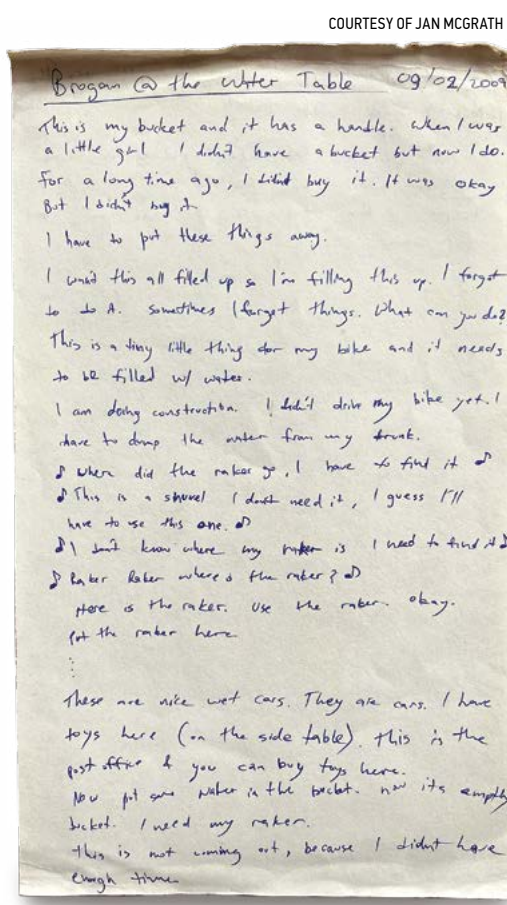 COURTESY OF JAN MCGRATH
Brogan @ the Water Table 09/02/2009
This is my bucket and it has a handle. When I was
a little girl I didn't have a bucket but now I do.
For a long time ago, I didnt buy it. It was okay
But I didn't buy it.
I have to put these things away.
I want this all filled up so I'm filling this up. I forgot
to do A. Sometimes I forget things. What can you do?
This is a tiny little thing for my bike and it needs
to be filled w/ water.
I am doing construction. I didn't drive my bike yet. I
have to dump the water from my trunk.
♪ Where did the raker go, I have to find it ♪
♪ This is a shovel I don't need it, I guess I'll
have to use this one. ♪
♪ I don't know where my raker is I need to find it ♪
♪ Raker Raker where's the raker? ♪
Here is the raker. Use the raker. okay.
Put the raker here
⋮
These are nice wet cars. They are cars. I have
toys here (on the side table). This is the
post office & you can buy toys here.
Now put some water in the bucket. now its empty
bucket. I need my raker.
This is not coming out, because I didn't have
enough time